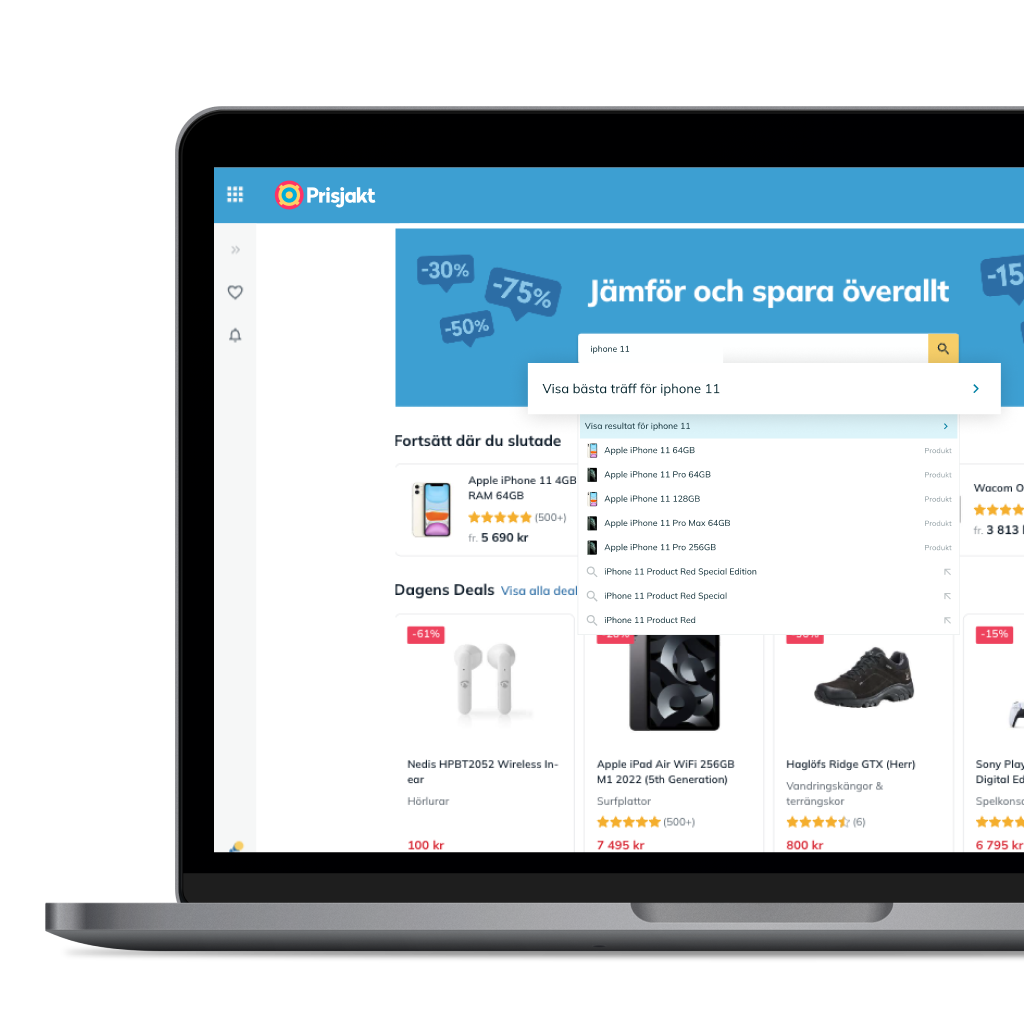 Prisjakt
-30%
-75%
-50%
Jämför och spara överallt
-15
iphone 11
Visa bästa träff för iphone 11
Visa resultat för iphone 11
Apple iPhone 11 64GB Produkt
Apple iPhone 11 Pro 64GB Produkt
Apple iPhone 11 128GB Produkt
Apple iPhone 11 Pro Max 64GB Produkt
Apple iPhone 11 Pro 256GB Produkt
iPhone 11 Product Red Special Edition
iPhone 11 Product Red Special
iPhone 11 Product Red
Fortsätt där du slutade
Apple iPhone 11 4GB
RAM 64GB
(500+)
fr. 5 690 kr
Wacom O
fr. 3 813
Dagens Deals Visa alla deal
-61%
-15%
Nedis HPBT2052 Wireless In-
ear
Hörlurar
100 kr
Apple iPad Air WiFi 256GB
M1 2022 (5th Generation)
Surfplattor
(500+)
7 495 kr
Haglöfs Ridge GTX (Herr)
Vandringskängor &
terrängskor
(6)
800 kr
Sony Play
Digital Ed
Spelkonso
6 795 kr